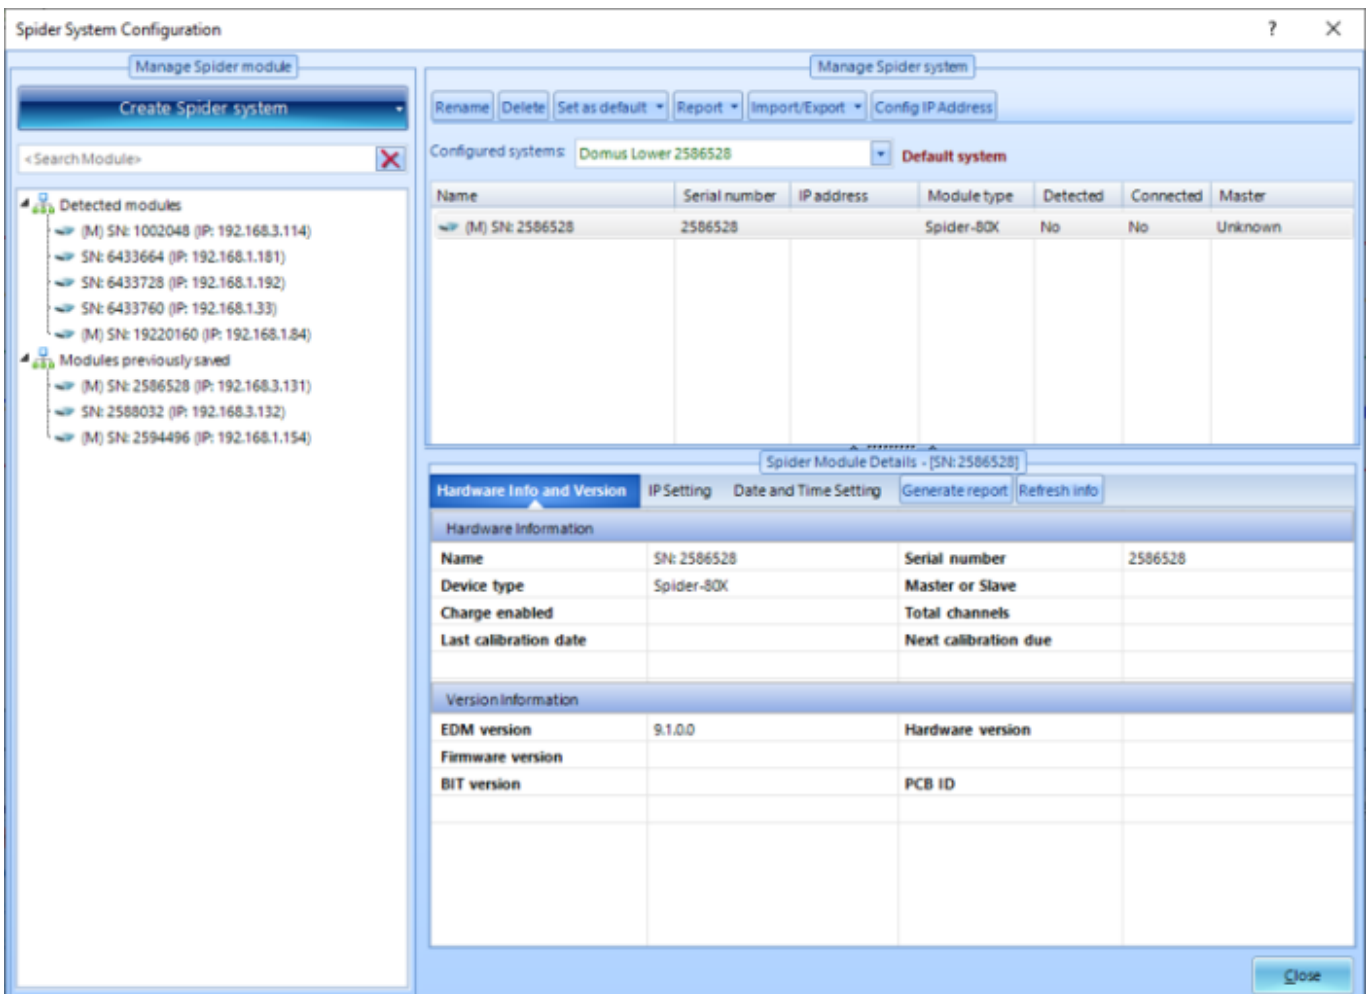 Spider System Configuration
?
Manage Spider module
Create Spider system
<Search Module>
Detected modules
(M) SN: 1002048 (IP: 192.168.3.114)
SN: 6433664 (IP: 192.168.1.181)
SN: 6433728 (IP: 192.168.1.192)
SN: 6433760 (IP: 192.168.1.33)
(M) SN: 19220160 (IP: 192.168.1.84)
Modules previously saved
(M) SN: 2586528 (IP: 192.168.3.131)
SN: 2588032 (IP: 192.168.3.132)
(M) SN: 2594496 (IP: 192.168.1.154)
Manage Spider system
Rename Delete Set as default Report Import/Export Config IP Address
Configured systems: Domus Lower 2586528 Default system
Name Serial number IP address Module type Detected Connected Master
(M) SN: 2586528 2586528 Spider-80X No No Unknown
Spider Module Details - [SN: 2586528]
Hardware Info and Version IP Setting Date and Time Setting Generate report Refresh info
Hardware Information
Name SN: 2586528 Serial number 2586528
Device type Spider-80X Master or Slave
Charge enabled Total channels
Last calibration date Next calibration due
Version Information
EDM version 9.1.0.0 Hardware version
Firmware version
BIT version PCB ID
Close